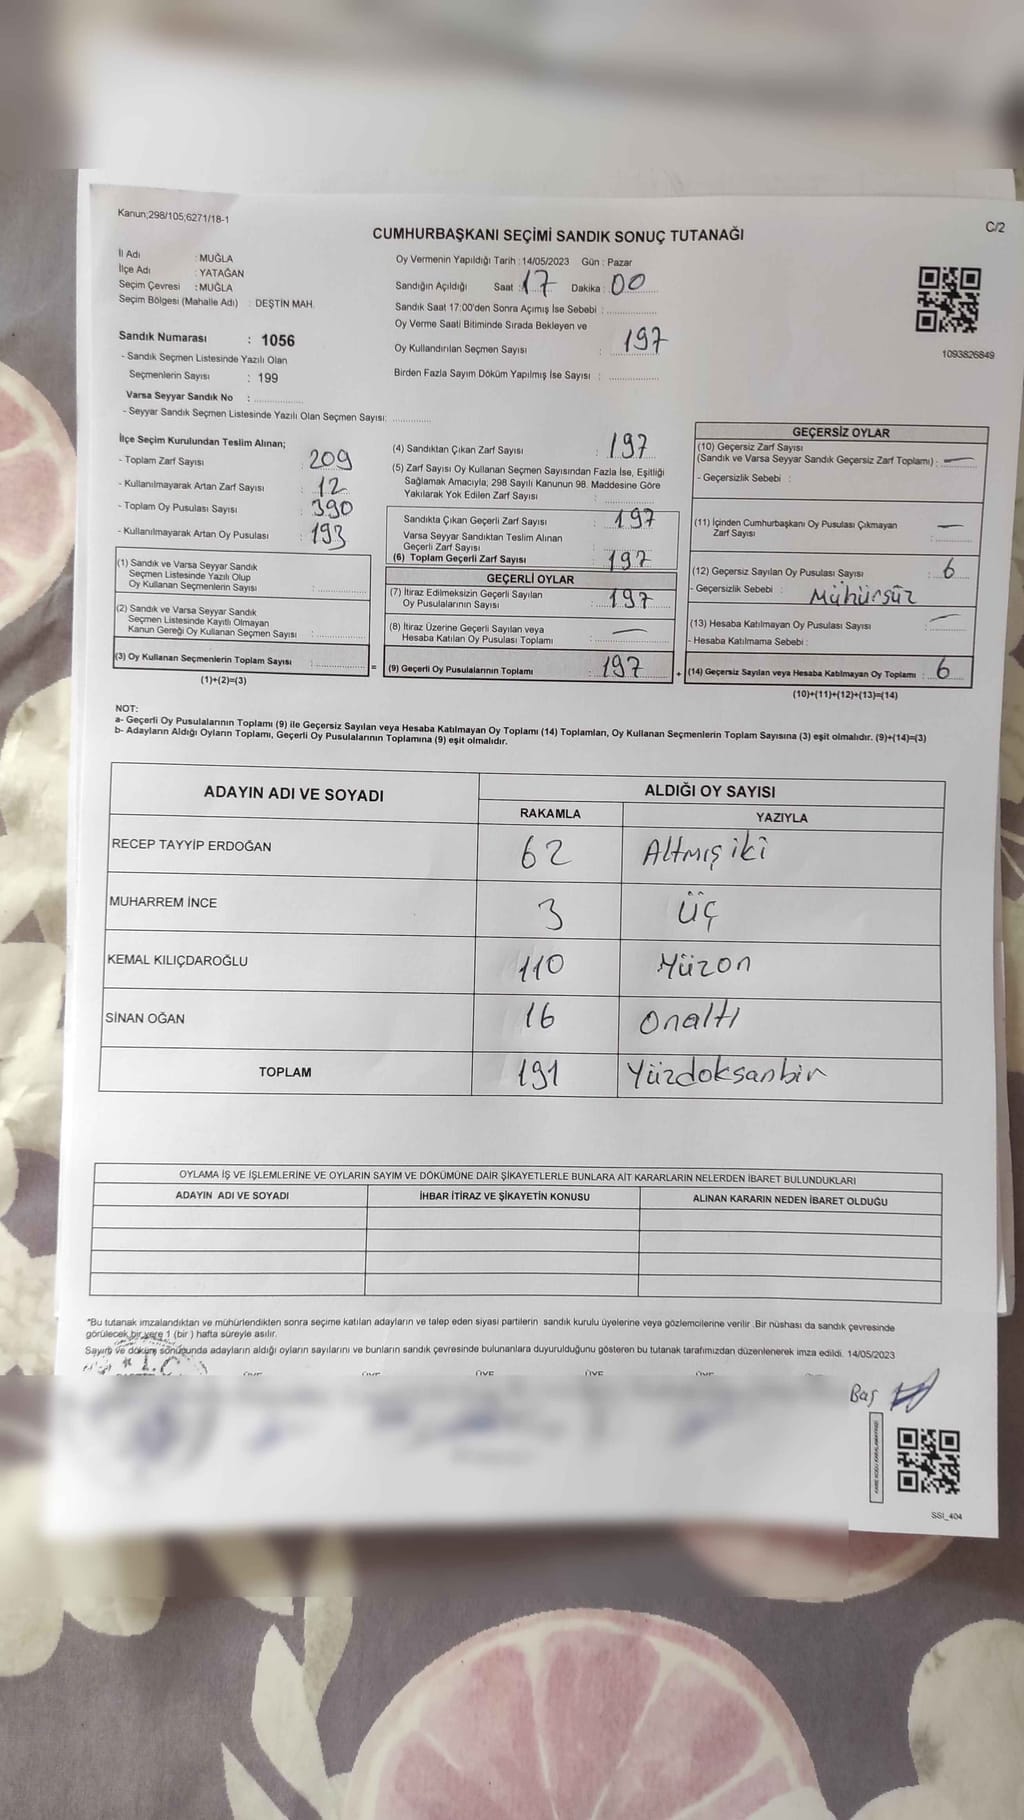 Kanun;298/105;6271/18-1
C/2
CUMHURBAŞKANI SEÇİMİ SANDIK SONUÇ TUTANAĞI
İl Adı : MUĞLA
İlçe Adı : YATAĞAN
Seçim Çevresi : MUĞLA
Seçim Bölgesi (Mahalle Adı) : DEŞTİN MAH.
Oy Vermenin Yapıldığı Tarih : 14/05/2023 Gün : Pazar
Sandığın Açıldığı Saat : 17 Dakika : 00
Sandık Saat 17:00'den Sonra Açımış İse Sebebi :
Oy Verme Saati Bitiminde Sırada Bekleyen ve
Oy Kullandırılan Seçmen Sayısı : 197
Birden Fazla Sayım Döküm Yapılmış İse Sayısı :
1093826849
Sandık Numarası : 1056
- Sandık Seçmen Listesinde Yazılı Olan
Seçmenlerin Sayısı : 199
Varsa Seyyar Sandık No :
- Seyyar Sandık Seçmen Listesinde Yazılı Olan Seçmen Sayısı:
İlçe Seçim Kurulundan Teslim Alınan;
- Toplam Zarf Sayısı : 209
- Kullanılmayarak Artan Zarf Sayısı : 12
- Toplam Oy Pusulası Sayısı : 390
- Kullanılmayarak Artan Oy Pusulası : 193
(1) Sandık ve Varsa Seyyar Sandık
Seçmen Listesinde Yazılı Olup
Oy Kullanan Seçmenlerin Sayısı :
(2) Sandık ve Varsa Seyyar Sandık
Seçmen Listesinde Kayıtlı Olmayan
Kanun Gereği Oy Kullanan Seçmen Sayısı :
(3) Oy Kullanan Seçmenlerin Toplam Sayısı : =
(1)+(2)=(3)
(4) Sandıktan Çıkan Zarf Sayısı : 197
(5) Zarf Sayısı Oy Kullanan Seçmen Sayısından Fazla İse, Eşitliği
Sağlamak Amacıyla; 298 Sayılı Kanunun 98. Maddesine Göre
Yakılarak Yok Edilen Zarf Sayısı :
Sandıkta Çıkan Geçerli Zarf Sayısı : 197
Varsa Seyyar Sandıktan Teslim Alınan
Geçerli Zarf Sayısı :
(6) Toplam Geçerli Zarf Sayısı : 197
GEÇERLİ OYLAR
(7) İtiraz Edilmeksizin Geçerli Sayılan
Oy Pusulalarının Sayısı : 197
(8) İtiraz Üzerine Geçerli Sayılan veya
Hesaba Katılan Oy Pusulası Toplamı : —
(9) Geçerli Oy Pusulalarının Toplamı : 197 +
GEÇERSİZ OYLAR
(10) Geçersiz Zarf Sayısı
(Sandık ve Varsa Seyyar Sandık Geçersiz Zarf Toplamı) : —
- Geçersizlik Sebebi :
(11) İçinden Cumhurbaşkanı Oy Pusulası Çıkmayan
Zarf Sayısı : —
(12) Geçersiz Sayılan Oy Pusulası Sayısı : 6
- Geçersizlik Sebebi : Mühürsüz
(13) Hesaba Katılmayan Oy Pusulası Sayısı : —
- Hesaba Katılmama Sebebi :
(14) Geçersiz Sayılan veya Hesaba Katılmayan Oy Toplamı : 6
(10)+(11)+(12)+(13)=(14)
NOT:
a- Geçerli Oy Pusulalarının Toplamı (9) ile Geçersiz Sayılan veya Hesaba Katılmayan Oy Toplamı (14) Toplamları, Oy Kullanan Seçmenlerin Toplam Sayısına (3) eşit olmalıdır. (9)+(14)=(3)
b- Adayların Aldığı Oyların Toplamı, Geçerli Oy Pusulalarının Toplamına (9) eşit olmalıdır.
ADAYIN ADI VE SOYADI ALDIĞI OY SAYISI
RAKAMLA YAZIYLA
RECEP TAYYİP ERDOĞAN 62 Altmış iki
MUHARREM İNCE 3 üç
KEMAL KILIÇDAROĞLU 110 Yüzon
SİNAN OĞAN 16 onaltı
TOPLAM 191 Yüzdoksanbir
OYLAMA İŞ VE İŞLEMLERİNE VE OYLARIN SAYIM VE DÖKÜMÜNE DAİR ŞİKAYETLERLE BUNLARA AİT KARARLARIN NELERDEN İBARET BULUNDUKLARI
ADAYIN ADI VE SOYADI İHBAR İTİRAZ VE ŞİKAYETİN KONUSU ALINAN KARARIN NEDEN İBARET OLDUĞU
*Bu tutanak imzalandıktan ve mühürlendikten sonra seçime katılan adayların ve talep eden siyasi partilerin sandık kurulu üyelerine veya gözlemcilerine verilir. Bir nüshası da sandık çevresinde
görülecek bir yere 1 (bir ) hafta süreyle asılır.
Sayım ve döküm sonucunda adayların aldığı oyların sayılarını ve bunların sandık çevresinde bulunanlara duyurulduğunu gösteren bu tutanak tarafımızdan düzenlenerek imza edildi. 14/05/2023
T.C.
ÜYE ÜYE ÜYE ÜYE ÜYE
Baş
SSI_404